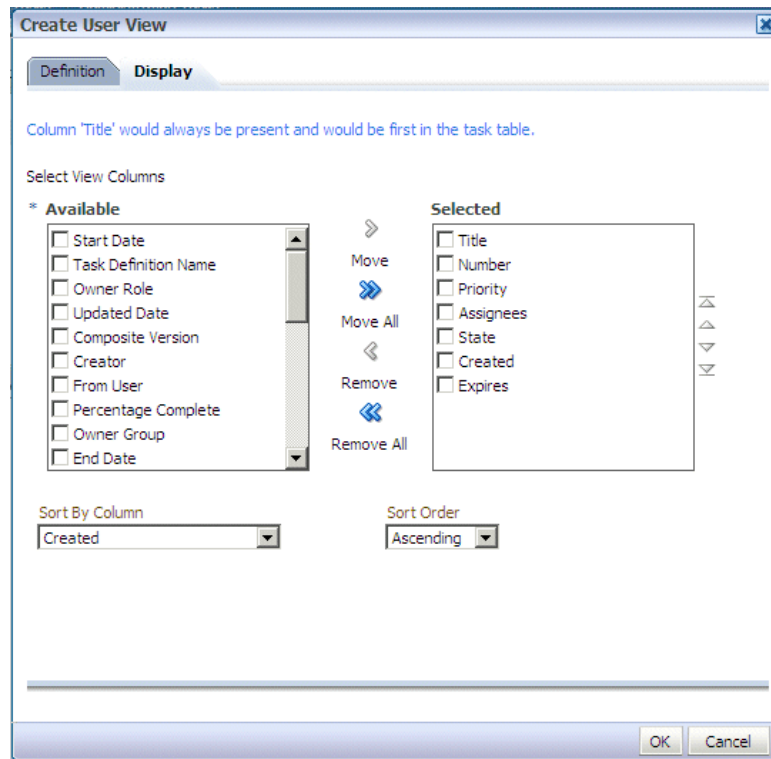 Create User View
Definition
Display
Column 'Title' would always be present and would be first in the task table.
Select View Columns
* Available
Start Date
Task Definition Name
Owner Role
Updated Date
Composite Version
Creator
From User
Percentage Complete
Owner Group
End Date
Move
Move All
Remove
Remove All
Selected
Title
Number
Priority
Assignees
State
Created
Expires
Sort By Column
Created
Sort Order
Ascending
OK
Cancel